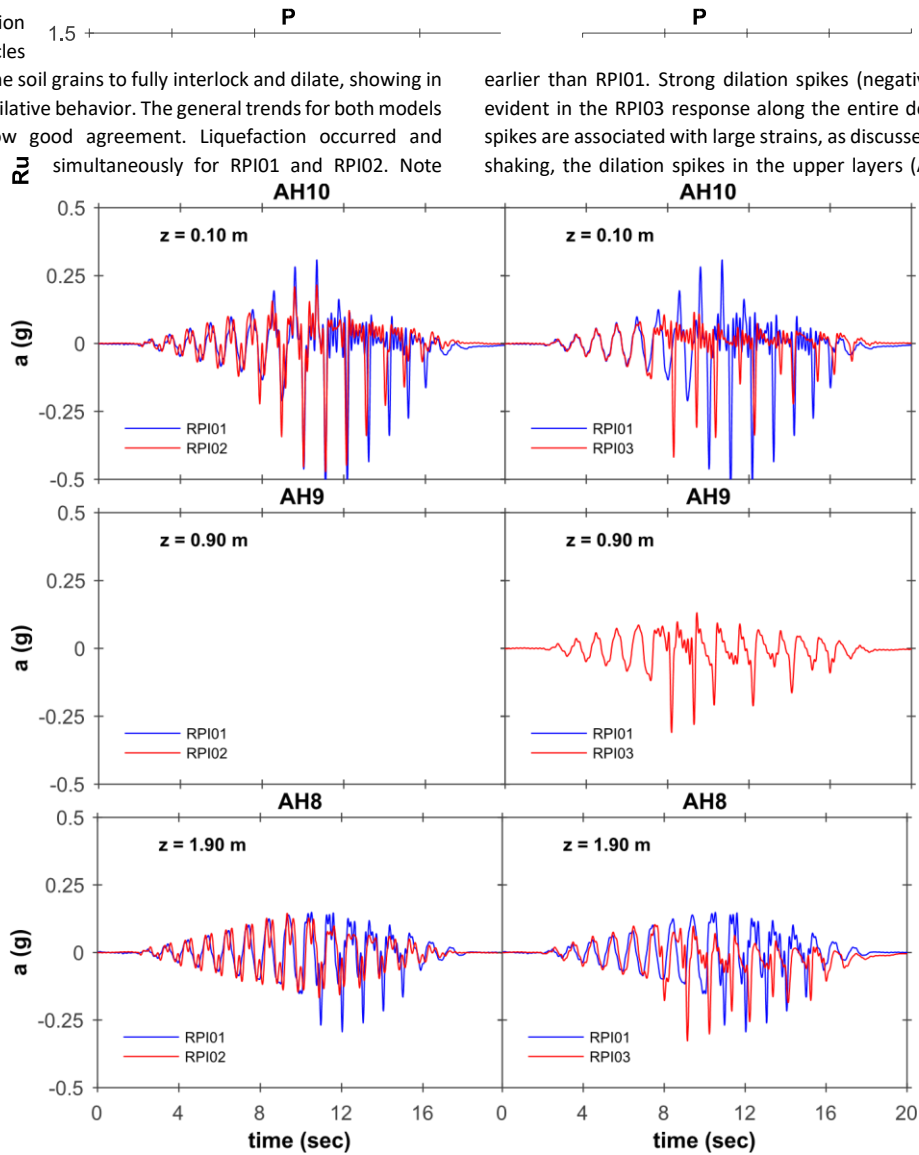 P
P
1.5
he soil grains to fully interlock and dilate, showing in
ilative behavior. The general trends for both models
ow good agreement. Liquefaction occurred and
simultaneously for RPI01 and RPI02. Note
earlier than RPI01. Strong dilation spikes (negativ
evident in the RPI03 response along the entire de
spikes are associated with large strains, as discussed
shaking, the dilation spikes in the upper layers (A
Ru
AH10
0.5
z = 0.10 m
0.25
a (g)
0
-0.25
RPI01
RPI02
-0.5
AH10
z = 0.10 m
RPI01
RPI03
AH9
0.5
z = 0.90 m
0.25
a (g)
0
-0.25
RPI01
RPI02
-0.5
AH9
z = 0.90 m
RPI01
RPI03
AH8
0.5
z = 1.90 m
0.25
a (g)
0
-0.25
RPI01
RPI02
-0.5
0 4 8 12 16
time (sec)
AH8
z = 1.90 m
RPI01
RPI03
0 4 8 12 16 20
time (sec)